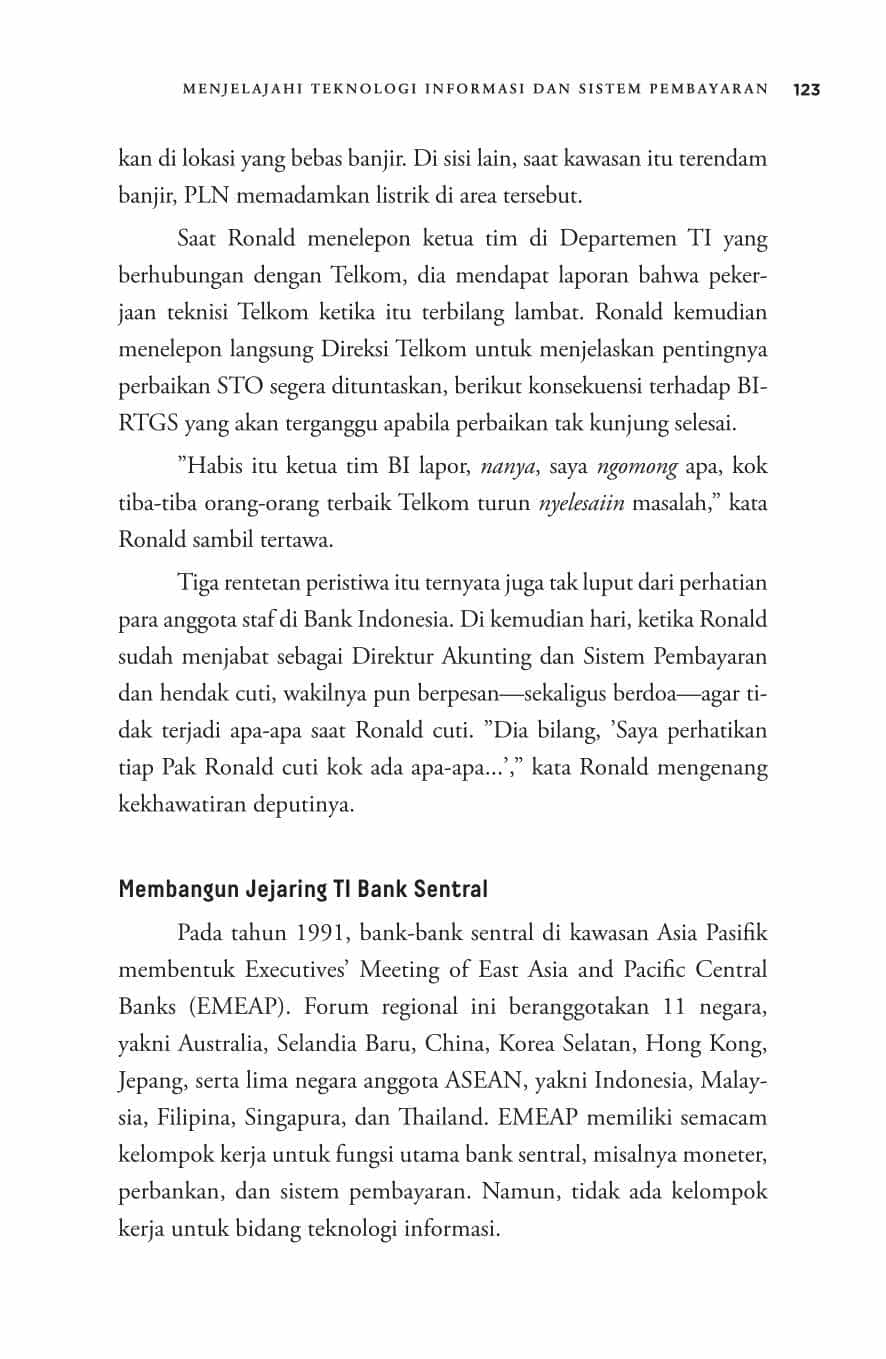 MENJELAJAHI TEKNOLOGI INFORMASI DAN SISTEM PEMBAYARAN 123
kan di lokasi yang bebas banjir. Di sisi lain, saat kawasan itu terendam
banjir, PLN memadamkan listrik di area tersebut.
Saat Ronald menelepon ketua tim di Departemen TI yang
berhubungan dengan Telkom, dia mendapat laporan bahwa peker-
jaan teknisi Telkom ketika itu terbilang lambat. Ronald kemudian
menelepon langsung Direksi Telkom untuk menjelaskan pentingnya
perbaikan STO segera dituntaskan, berikut konsekuensi terhadap BI-
RTGS yang akan terganggu apabila perbaikan tak kunjung selesai.
”Habis itu ketua tim BI lapor, nanya, saya ngomong apa, kok
tiba-tiba orang-orang terbaik Telkom turun nyelesaiin masalah,” kata
Ronald sambil tertawa.
Tiga rentetan peristiwa itu ternyata juga tak luput dari perhatian
para anggota staf di Bank Indonesia. Di kemudian hari, ketika Ronald
sudah menjabat sebagai Direktur Akunting dan Sistem Pembayaran
dan hendak cuti, wakilnya pun berpesan—sekaligus berdoa—agar ti-
dak terjadi apa-apa saat Ronald cuti. ”Dia bilang, ’Saya perhatikan
tiap Pak Ronald cuti kok ada apa-apa...’,” kata Ronald mengenang
kekhawatiran deputinya.
Membangun Jejaring TI Bank Sentral
Pada tahun 1991, bank-bank sentral di kawasan Asia Pasifik
membentuk Executives’ Meeting of East Asia and Pacific Central
Banks (EMEAP). Forum regional ini beranggotakan 11 negara,
yakni Australia, Selandia Baru, China, Korea Selatan, Hong Kong,
Jepang, serta lima negara anggota ASEAN, yakni Indonesia, Malay-
sia, Filipina, Singapura, dan Thailand. EMEAP memiliki semacam
kelompok kerja untuk fungsi utama bank sentral, misalnya moneter,
perbankan, dan sistem pembayaran. Namun, tidak ada kelompok
kerja untuk bidang teknologi informasi.